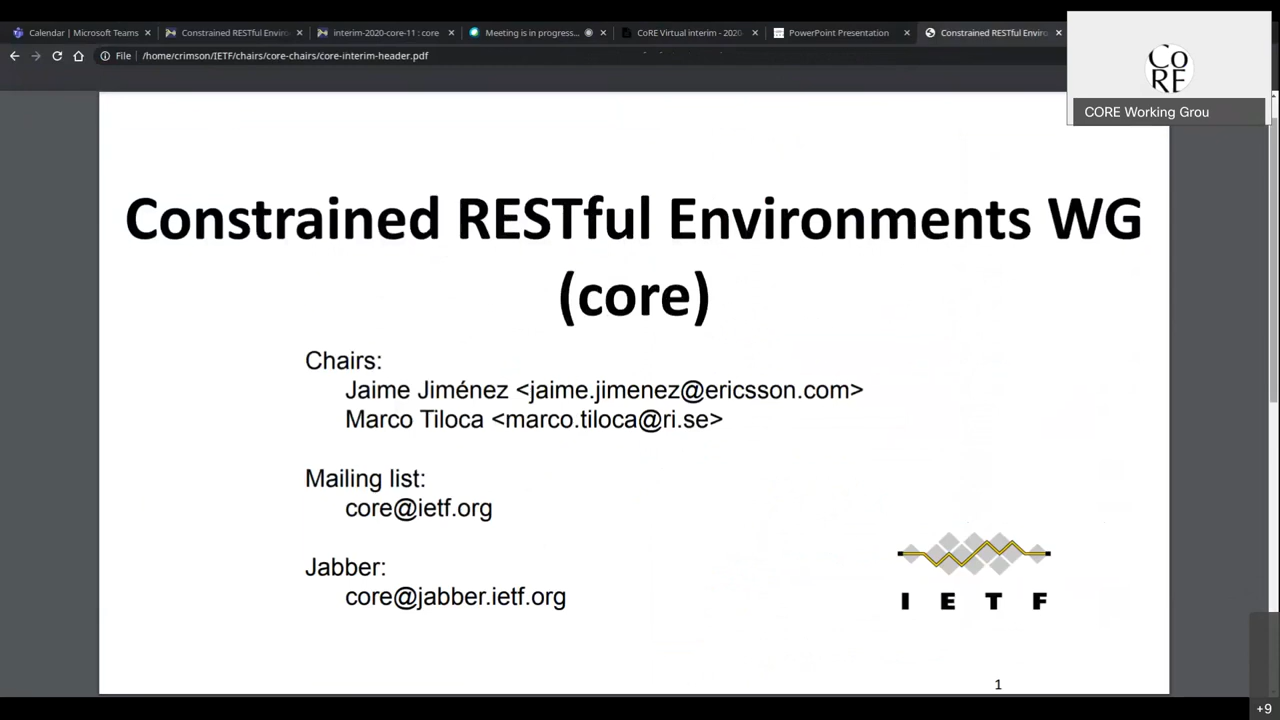 Calendar | Microsoft Teams
Constrained RESTful Enviro
interim-2020-core-11 : core
Meeting is in progress...
CoRE Virtual interim - 2020
PowerPoint Presentation
Constrained RESTful Enviro
File
/home/crimson/IETF/chairs/core-chairs/core-interim-header.pdf
Co
RE
CORE Working Grou
Constrained RESTful Environments WG
(core)
Chairs:
Jaime Jiménez <jaime.jimenez@ericsson.com>
Marco Tiloca <marco.tiloca@ri.se>
Mailing list:
core@ietf.org
Jabber:
core@jabber.ietf.org
I E T F
1
+9